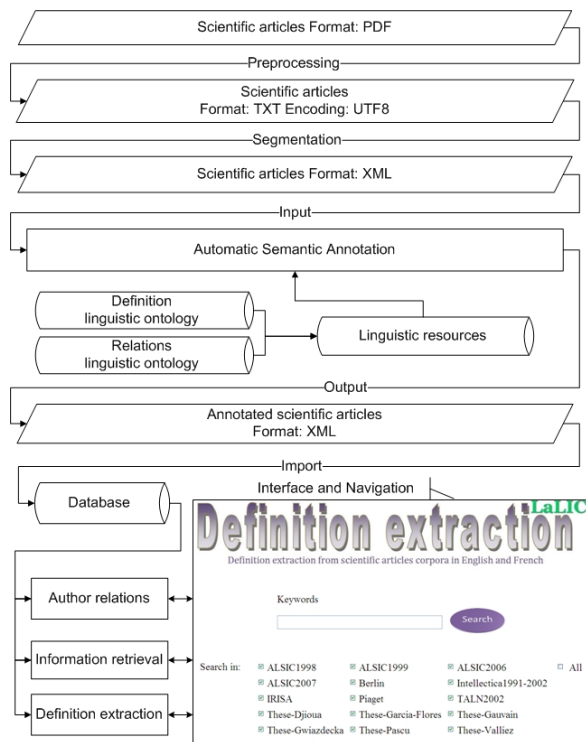 Scientific articles Format: PDF
Preprocessing
Scientific articles
Format: TXT Encoding: UTF8
Segmentation
Scientific articles Format: XML
Input
Automatic Semantic Annotation
Definition
linguistic ontology
Linguistic resources
Relations
linguistic ontology
Output
Annotated scientific articles
Format: XML
Import
Database
Interface and Navigation
LaLIC
Definition extraction
Definition extraction from scientific articles corpora in English and French
Author relations
Keywords
Search
Information retrieval
Search in:
ALSIC1998 ALSIC1999 ALSIC2006 All
ALSIC2007 Berlin Intellectica1991-2002
IRISA Piaget TALN2002
Definition extraction
These-Djioua These-Garcia-Flores These-Gauvain
These-Gwiazdecka These-Pascu These-Valliez